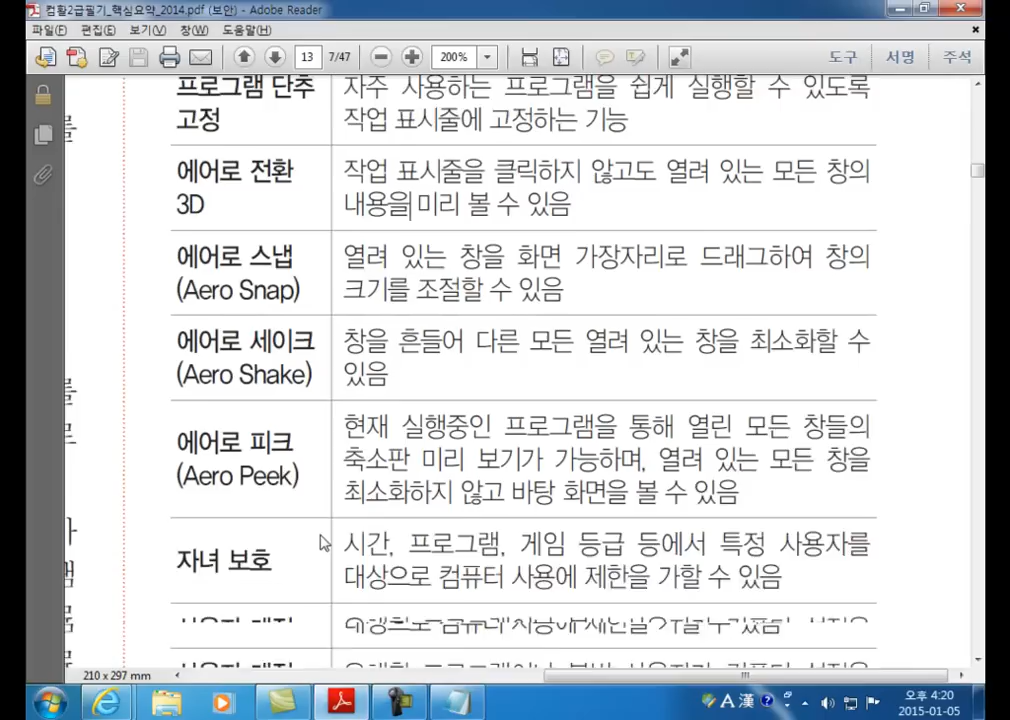 컴활2급필기_핵심요약_2014.pdf (보안) - Adobe Reader
파일(F) 편집(E) 보기(V) 창(W) 도움말(H)
13 /47 200% 도구 서명 주석
프로그램 단추 고정
자주 사용하는 프로그램을 쉽게 실행할 수 있도록
작업 표시줄에 고정하는 기능
에어로 전환 3D
작업 표시줄을 클릭하지 않고도 열려 있는 모든 창의
내용을 미리 볼 수 있음
에어로 스냅
(Aero Snap)
열려 있는 창을 화면 가장자리로 드래그하여 창의
크기를 조절할 수 있음
에어로 세이크
(Aero Shake)
창을 흔들어 다른 모든 열려 있는 창을 최소화할 수
있음
에어로 피크
(Aero Peek)
현재 실행중인 프로그램을 통해 열린 모든 창들의
축소판 미리 보기가 가능하며, 열려 있는 모든 창을
최소화하지 않고 바탕 화면을 볼 수 있음
자녀 보호
시간, 프로그램, 게임 등급 등에서 특정 사용자를
대상으로 컴퓨터 사용에 제한을 가할 수 있음
210 x 297 mm
A 漢
오후 4:20
2015-01-05